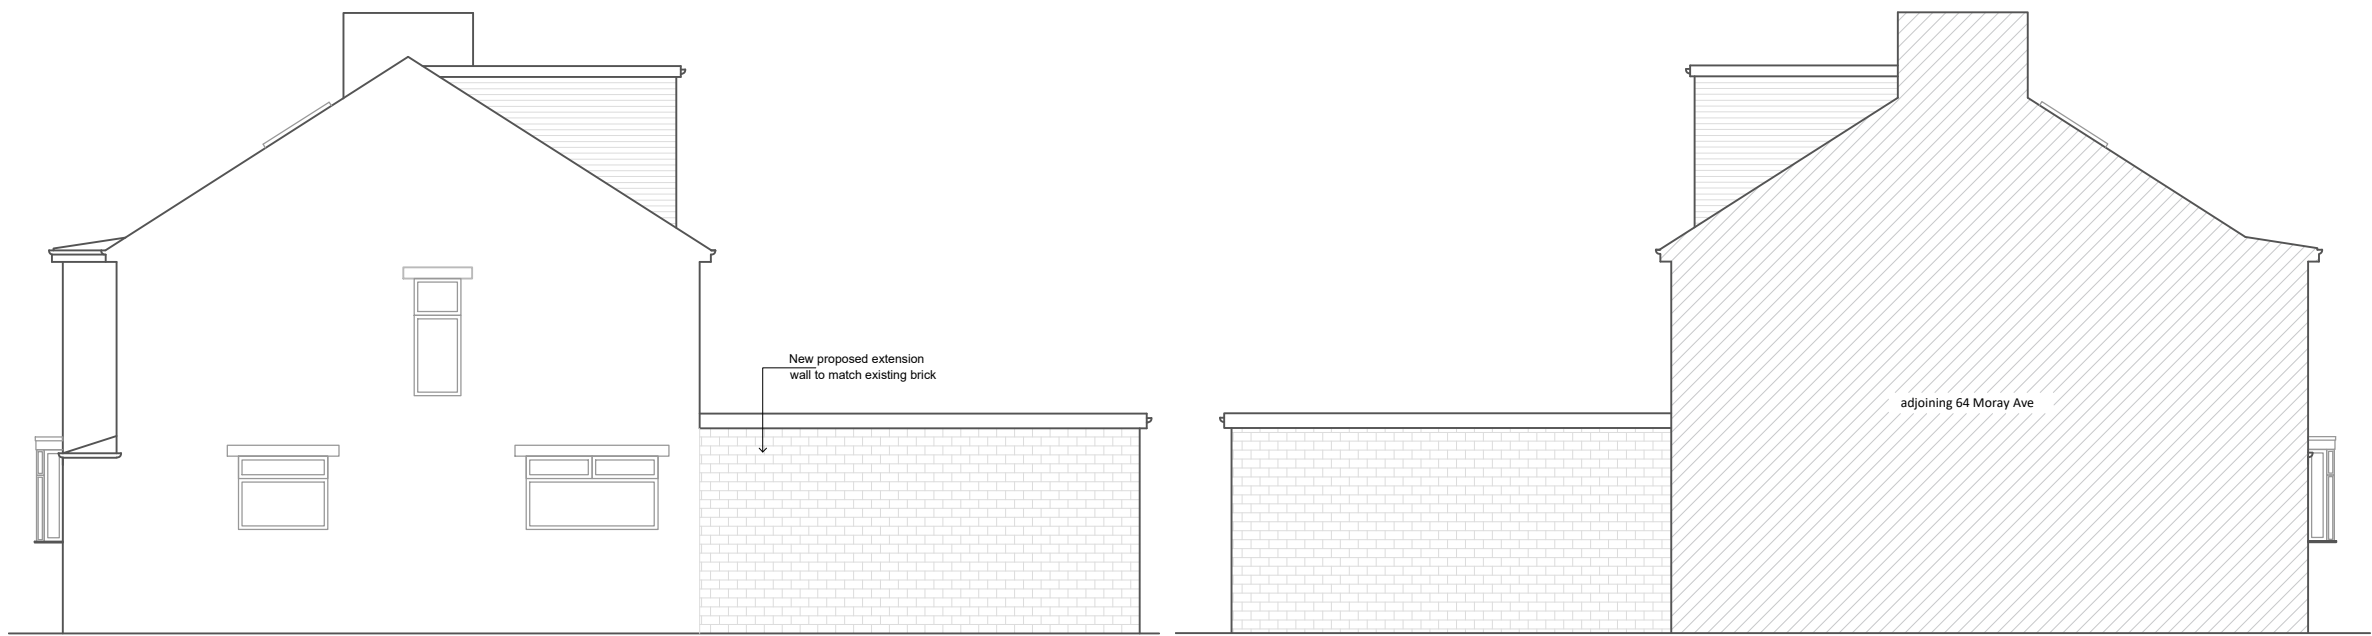 New proposed extension
wall to match existing brick
adjoining 64 Moray Ave